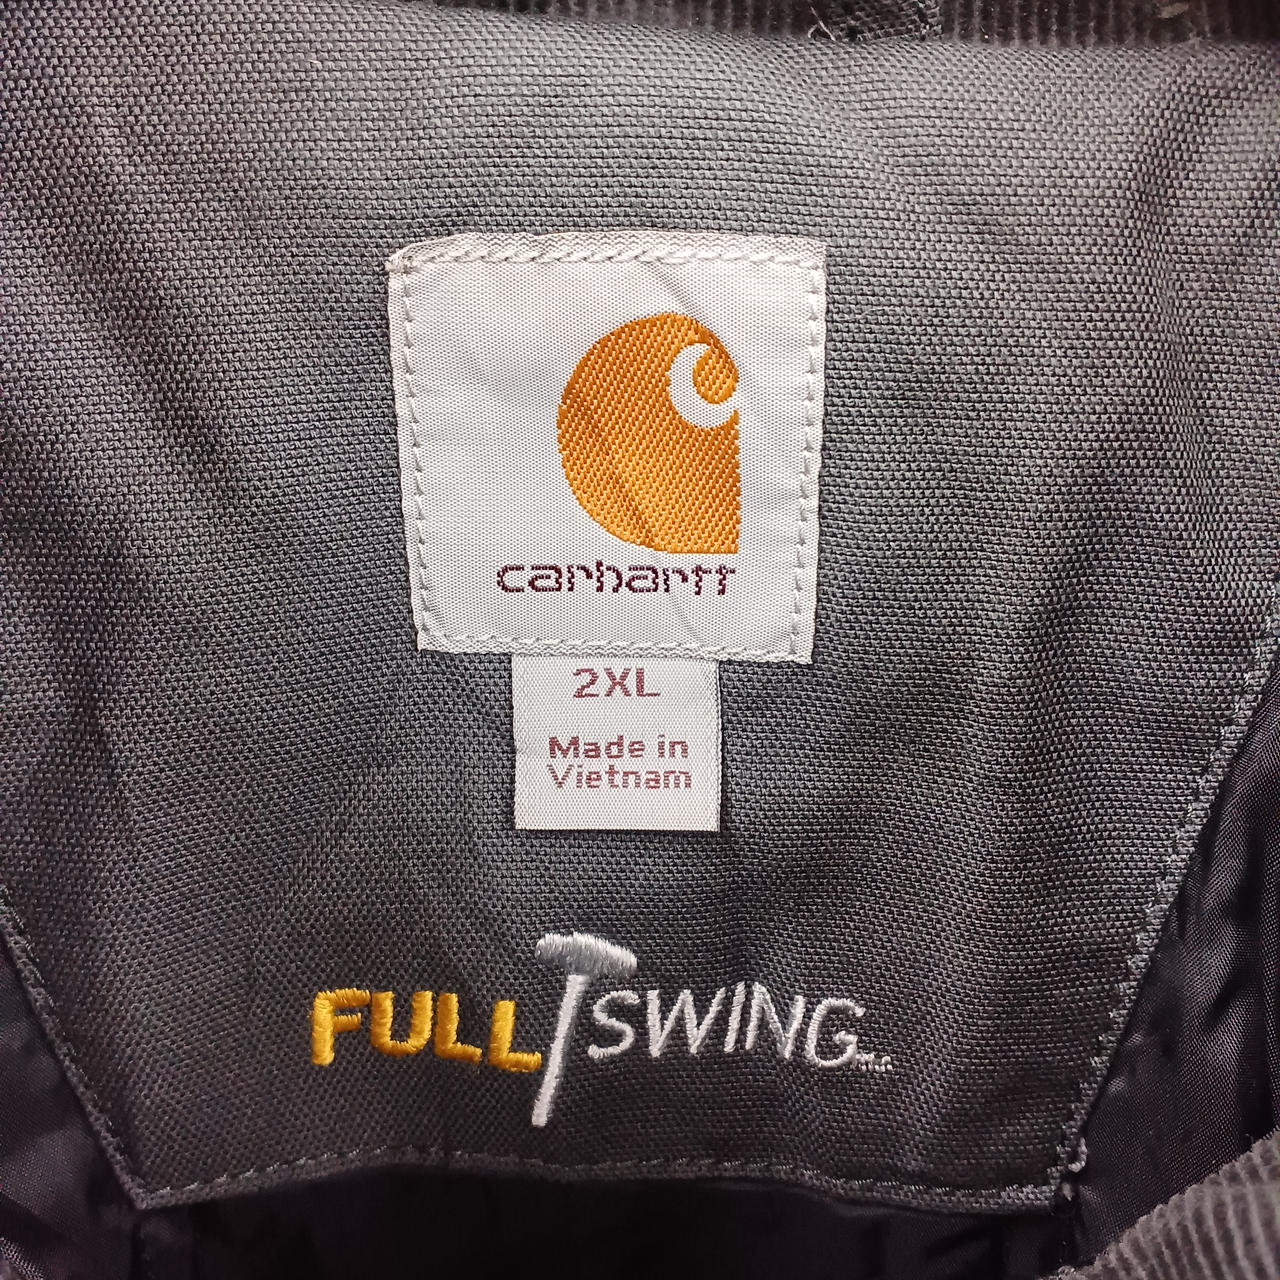 carhartt
2XL
Made in
Vietnam
FULL SWING